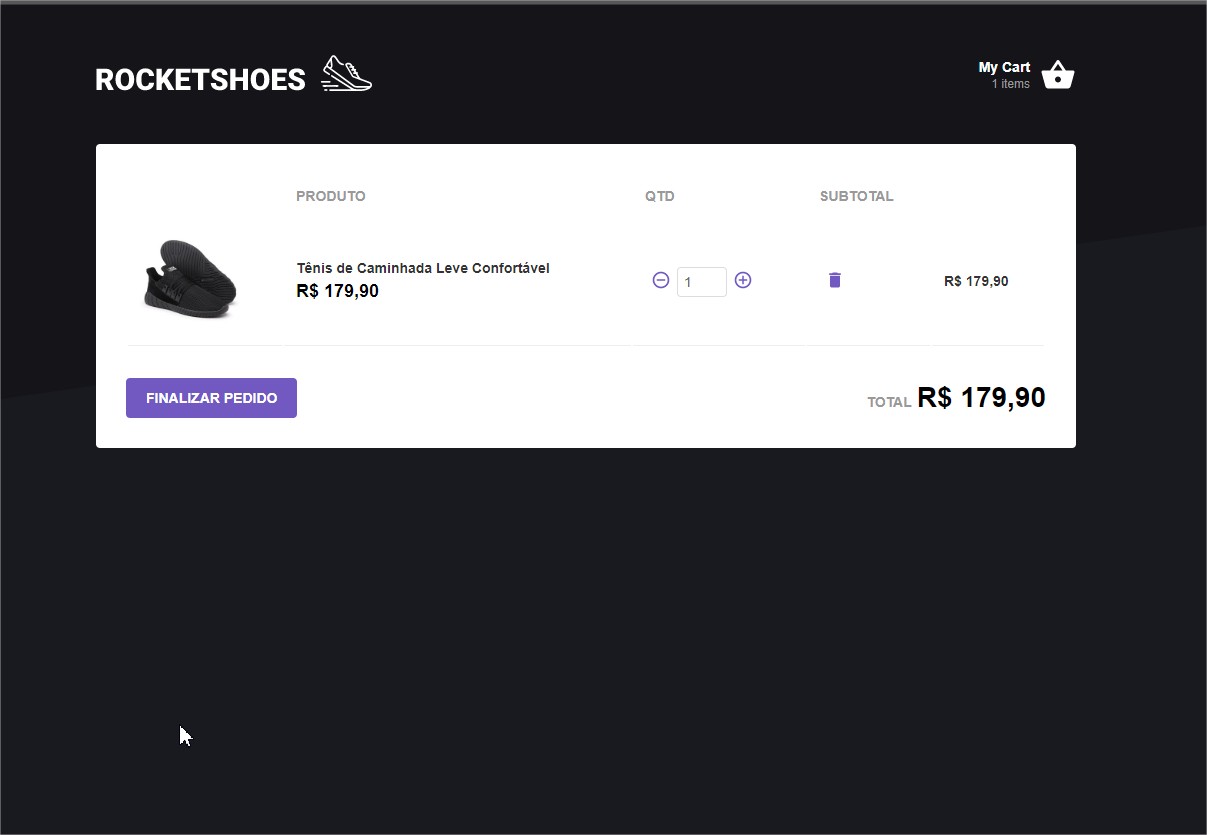 ROCKETSHOES
My Cart
1 items
PRODUTO QTD SUBTOTAL
Tênis de Caminhada Leve Confortável
R$ 179,90
1
R$ 179,90
FINALIZAR PEDIDO
TOTAL R$ 179,90